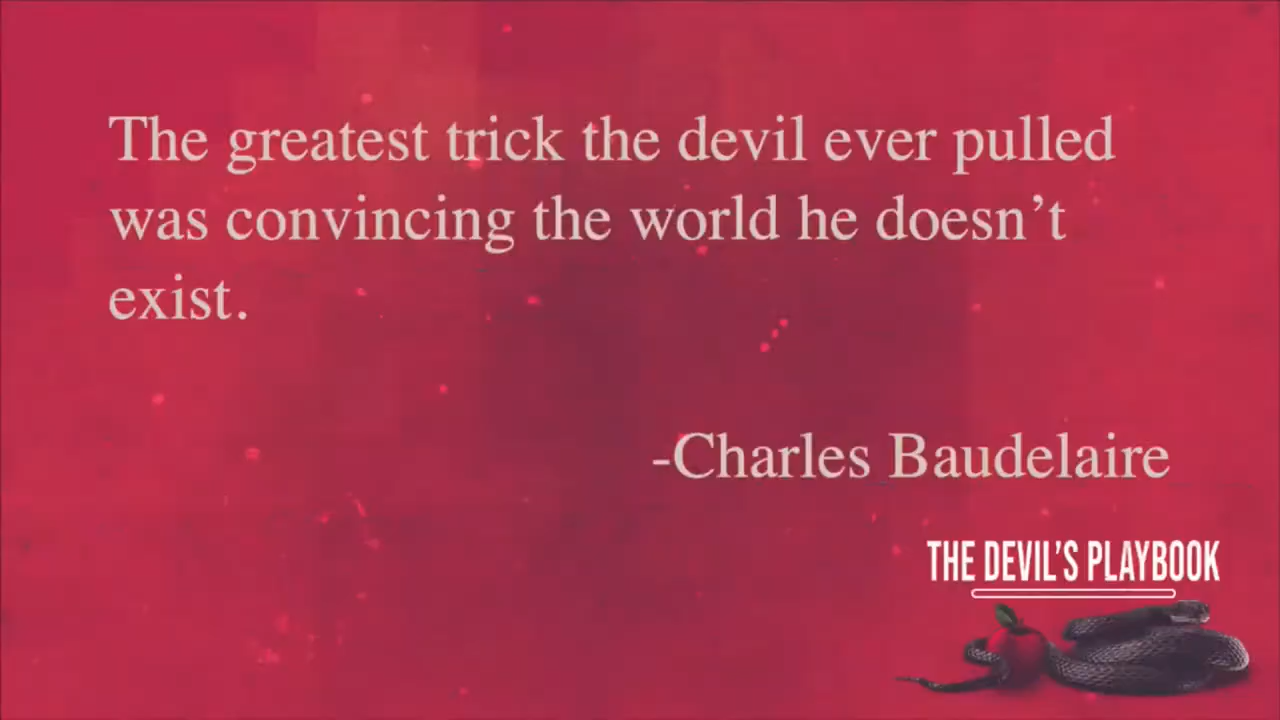 The greatest trick the devil ever pulled
was convincing the world he doesn’t
exist.
-Charles Baudelaire
THE DEVIL’S PLAYBOOK